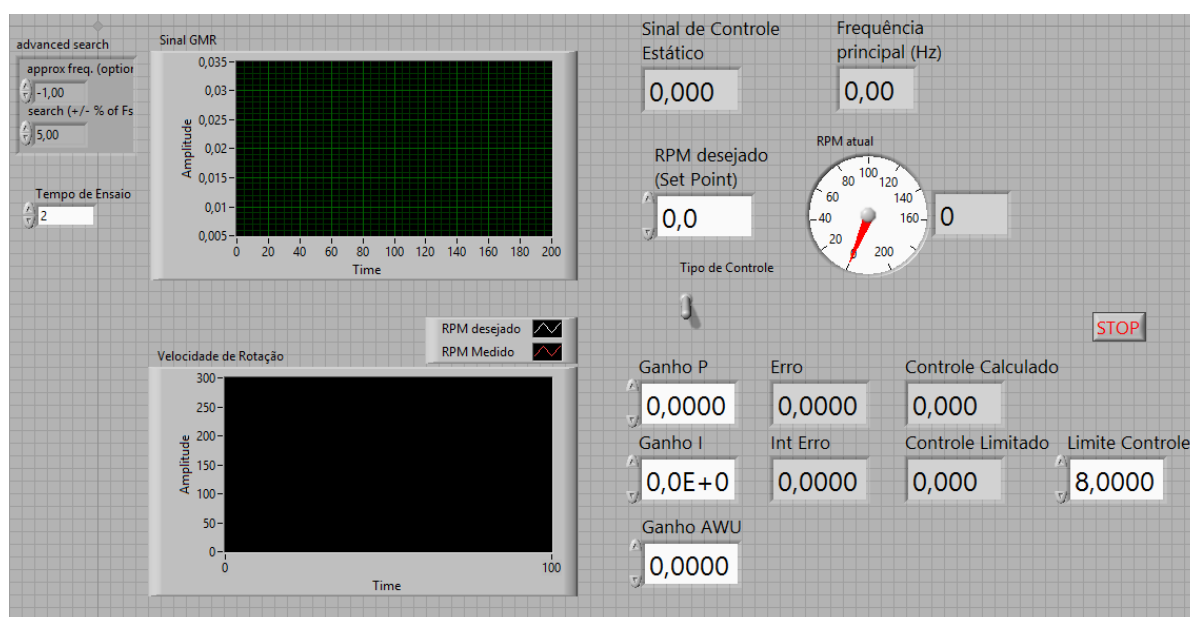 advanced search
approx freq. (option
-1,00
search (+/- % of Fs
5,00
Tempo de Ensaio
2
Sinal GMR
0,035
0,03
0,025
0,02
0,015
0,01
0,005
Amplitude
0 20 40 60 80 100 120 140 160 180 200
Time
RPM desejado
RPM Medido
Velocidade de Rotação
300
250
200
150
100
50
0
Amplitude
0 100
Time
Sinal de Controle
Estático
0,000
Frequência
principal (Hz)
0,00
RPM desejado
(Set Point)
0,0
RPM atual
0 20 40 60 80 100 120 140 160 200
0
Tipo de Controle
STOP
Ganho P Erro Controle Calculado
0,0000 0,0000 0,000
Ganho I Int Erro Controle Limitado Limite Controle
0,0E+0 0,0000 0,000 8,0000
Ganho AWU
0,0000